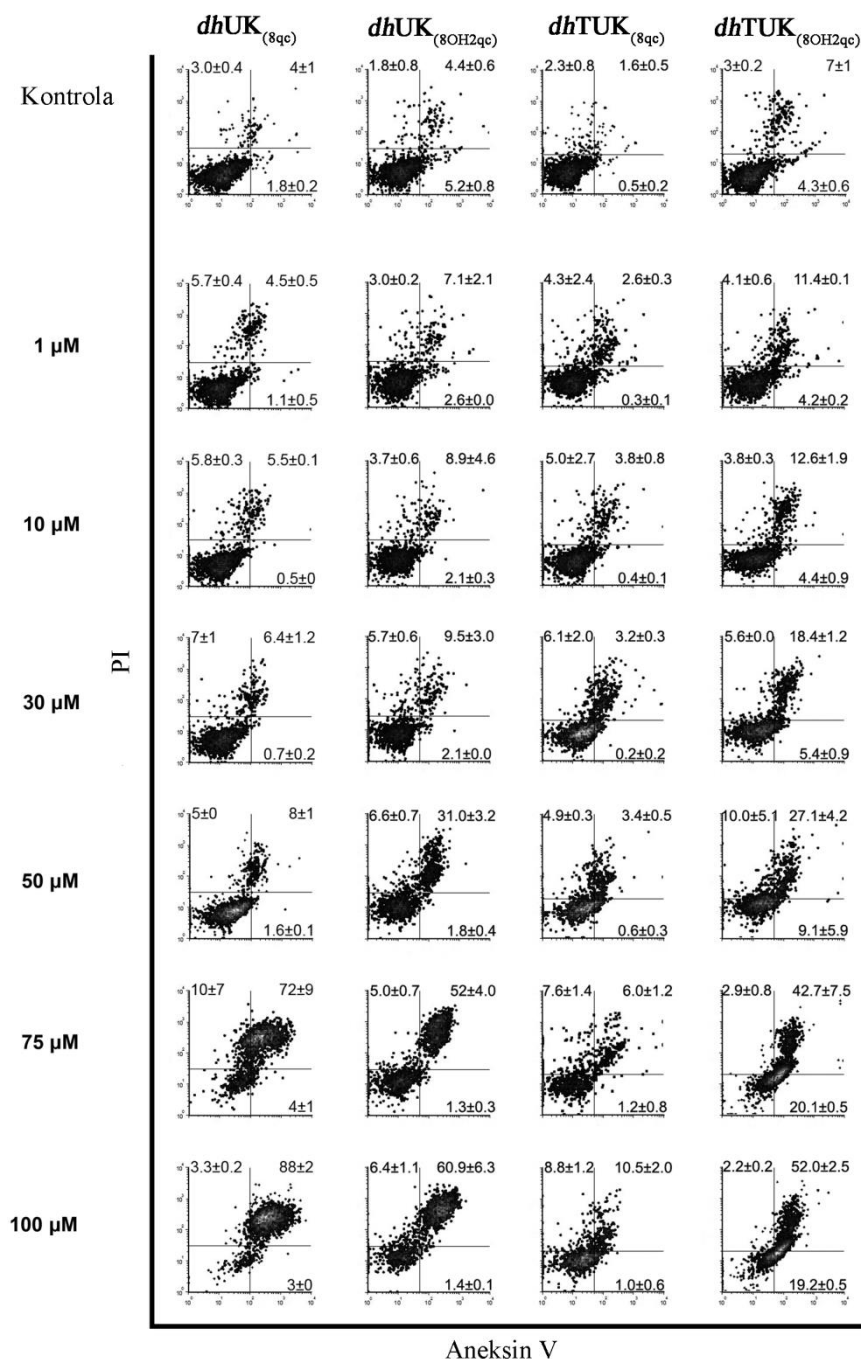 dhUK(8qc) dhUK(8OH2qc) dhTUK(8qc) dhTUK(8OH2qc)
Kontrola
3.0±0.4 4±1 1.8±0.8 4.4±0.6 2.3±0.8 1.6±0.5 3±0.2 7±1
1.8±0.2 5.2±0.8 0.5±0.2 4.3±0.6
5.7±0.4 4.5±0.5 3.0±0.2 7.1±2.1 4.3±2.4 2.6±0.3 4.1±0.6 11.4±0.1
1 µM
1.1±0.5 2.6±0.0 0.3±0.1 4.2±0.2
5.8±0.3 5.5±0.1 3.7±0.6 8.9±4.6 5.0±2.7 3.8±0.8 3.8±0.3 12.6±1.9
10 µM
0.5±0 2.1±0.3 0.4±0.1 4.4±0.9
PI
7±1 6.4±1.2 5.7±0.6 9.5±3.0 6.1±2.0 3.2±0.3 5.6±0.0 18.4±1.2
30 µM
0.7±0.2 2.1±0.0 0.2±0.2 5.4±0.9
5±0 8±1 6.6±0.7 31.0±3.2 4.9±0.3 3.4±0.5 10.0±5.1 27.1±4.2
50 µM
1.6±0.1 1.8±0.4 0.6±0.3 9.1±5.9
10±7 72±9 5.0±0.7 52±4.0 7.6±1.4 6.0±1.2 2.9±0.8 42.7±7.5
75 µM
4±1 1.3±0.3 1.2±0.8 20.1±0.5
3.3±0.2 88±2 6.4±1.1 60.9±6.3 8.8±1.2 10.5±2.0 2.2±0.2 52.0±2.5
100 µM
3±0 1.4±0.1 1.0±0.6 19.2±0.5
Aneksin V